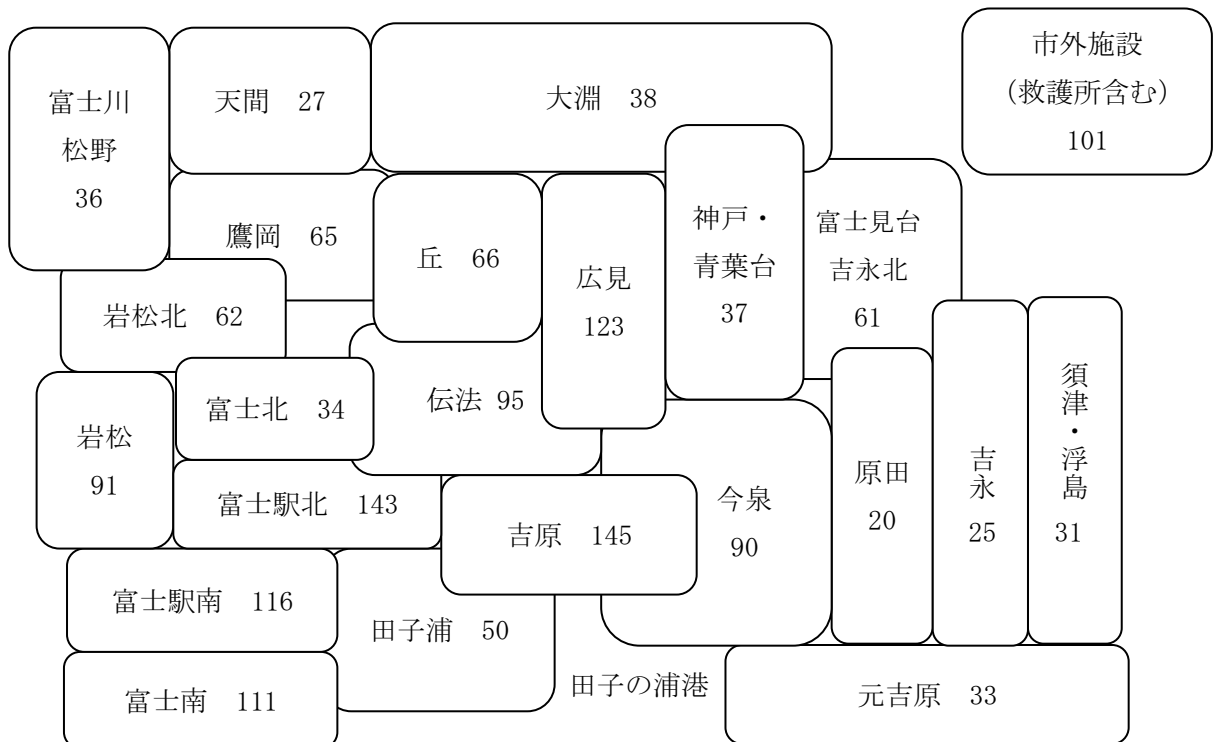 富士川
松野
36
天間　27
大淵　38
市外施設
（救護所含む）
101
鷹岡　65
丘　66
広見
123
神戸・
青葉台
37
富士見台
吉永北
61
岩松北　62
富士北　34
伝法 95
岩松
91
富士駅北　143
吉原　145
今泉
90
原田
20
吉永
25
須津・浮島
31
富士駅南　116
田子浦　50
富士南　111
田子の浦港
元吉原　33